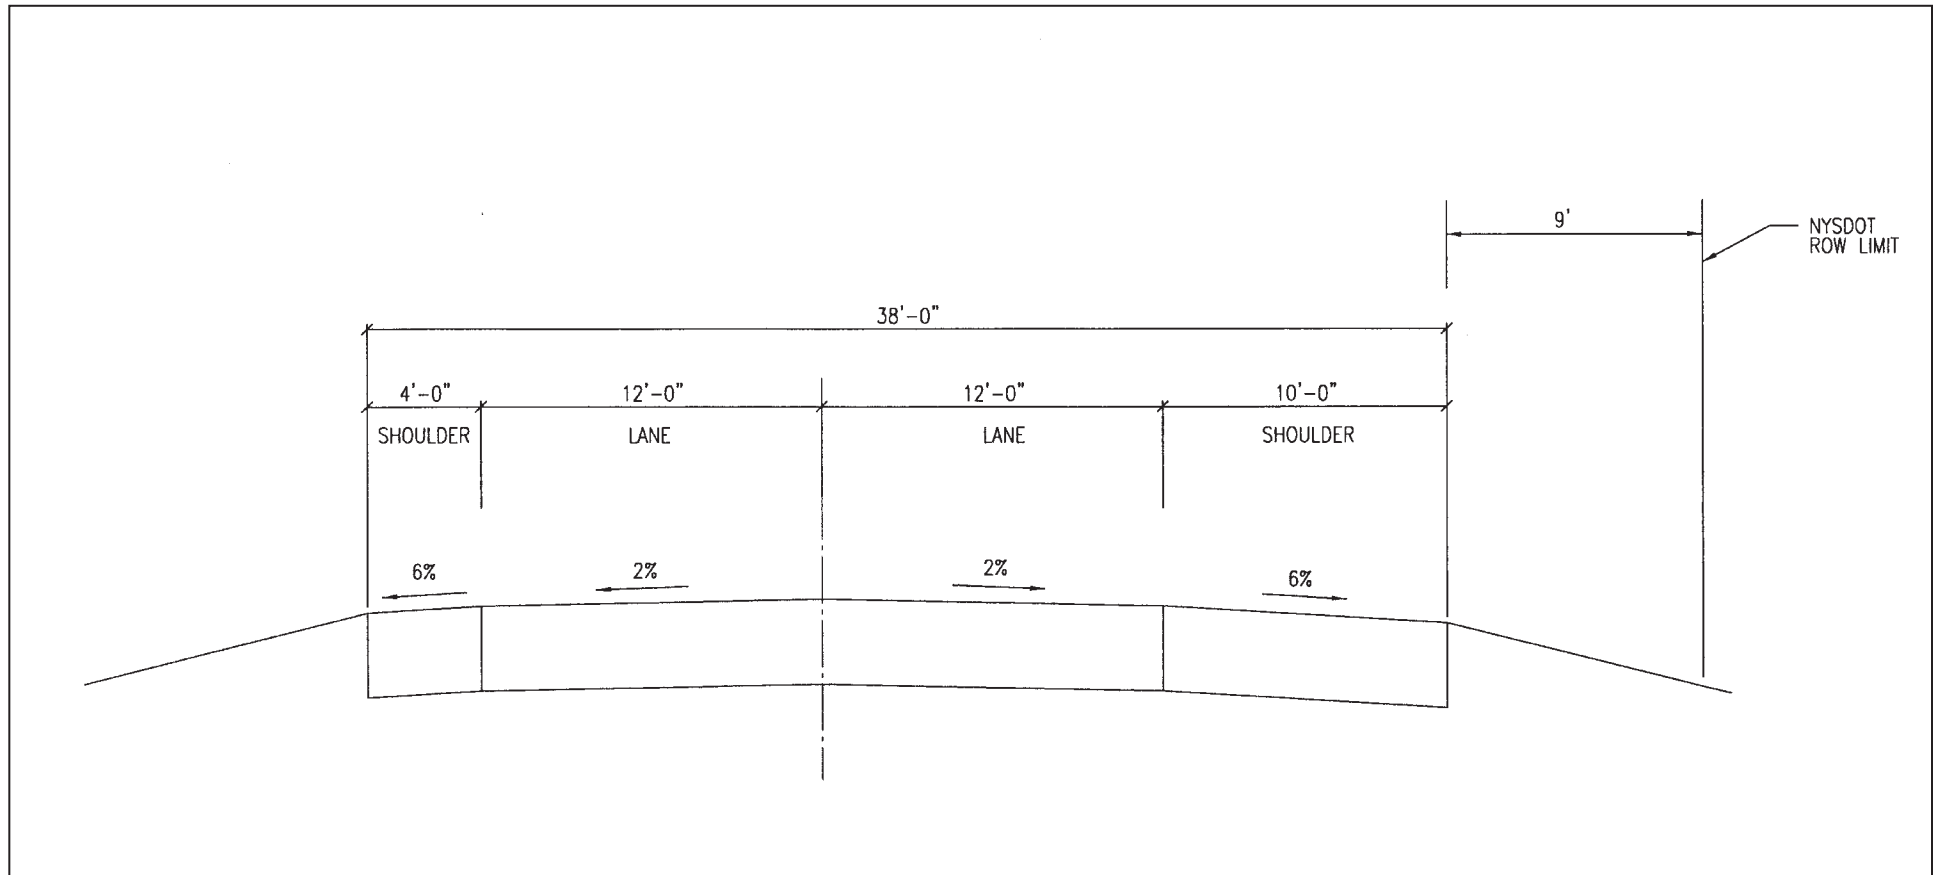 9'
NYSDOT
ROW LIMIT
38'-0"
4'-0" 12'-0" 12'-0" 10'-0"
SHOULDER LANE LANE SHOULDER
6% 2% 2% 6%